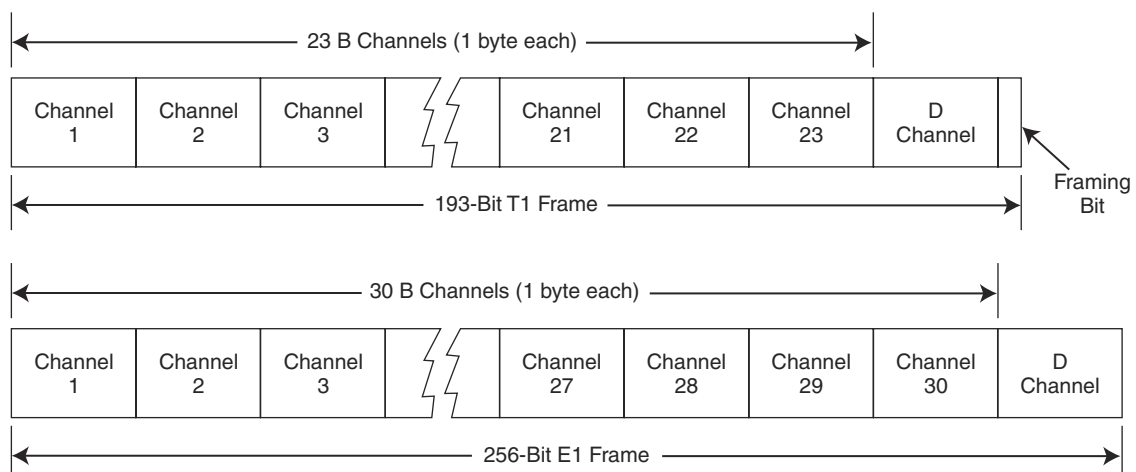 23 B Channels (1 byte each)
Channel
1
Channel
2
Channel
3
Channel
21
Channel
22
Channel
23
D
Channel
Framing
Bit
193-Bit T1 Frame
30 B Channels (1 byte each)
Channel
1
Channel
2
Channel
3
Channel
27
Channel
28
Channel
29
Channel
30
D
Channel
256-Bit E1 Frame